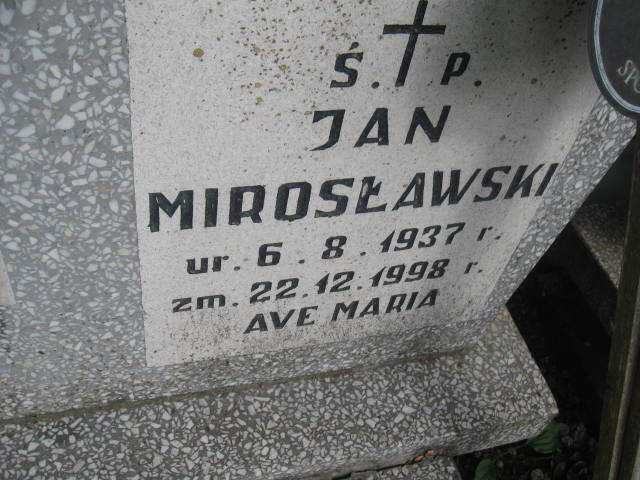 Ś. P.
JAN
MIROSŁAWSKI
ur. 6. 8. 1937 r.
zm. 22. 12. 1998 r.
AVE MARIA